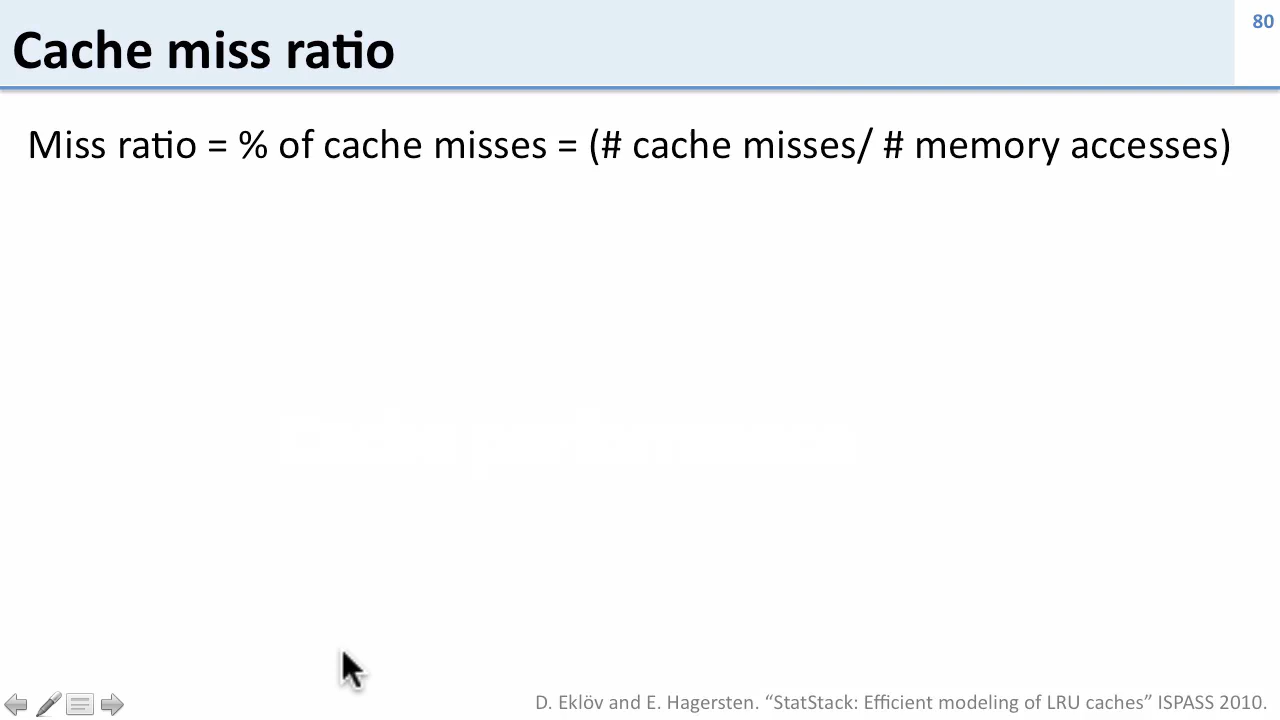 80
Cache miss ratio
Miss ratio = % of cache misses = (# cache misses/ # memory accesses)
D. Eklöv and E. Hagersten. “StatStack: Efficient modeling of LRU caches” ISPASS 2010.